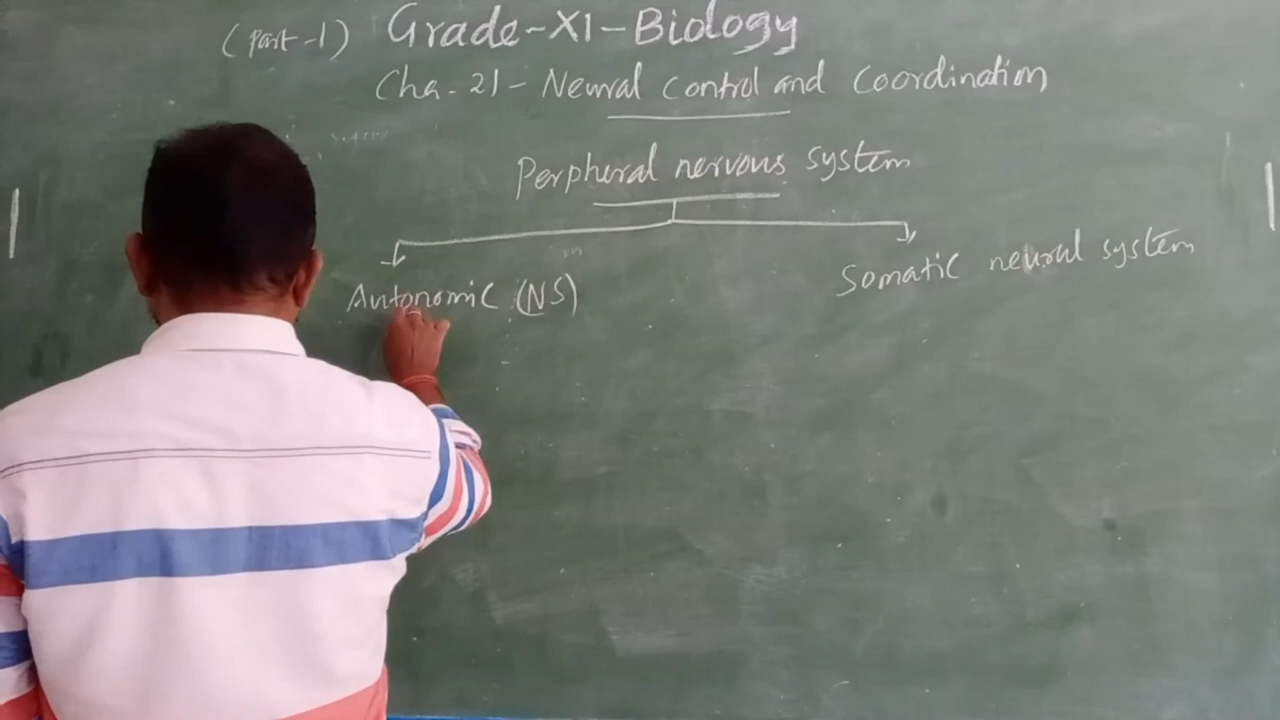 (Part-1) Grade-XI-Biology
Cha.21- Neural control and Coordination
Perpheral nervous system
Autonomic (NS) Somatic neural system